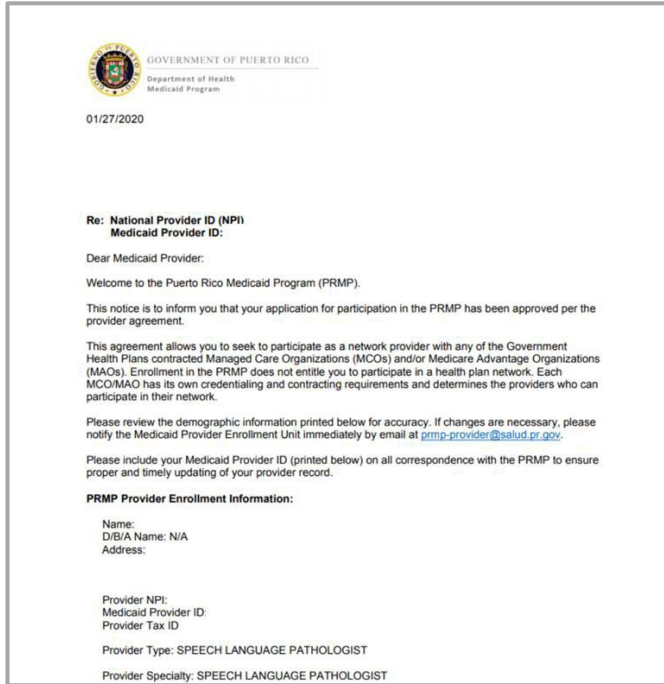 GOVERNMENT OF PUERTO RICO
Department of Health
Medicaid Program
01/27/2020
Re: National Provider ID (NPI)
Medicaid Provider ID:
Dear Medicaid Provider:
Welcome to the Puerto Rico Medicaid Program (PRMP).
This notice is to inform you that your application for participation in the PRMP has been approved per the
provider agreement.
This agreement allows you to seek to participate as a network provider with any of the Government
Health Plans contracted Managed Care Organizations (MCOs) and/or Medicare Advantage Organizations
(MAOs). Enrollment in the PRMP does not entitle you to participate in a health plan network. Each
MCO/MAO has its own credentialing and contracting requirements and determines the providers who can
participate in their network.
Please review the demographic information printed below for accuracy. If changes are necessary, please
notify the Medicaid Provider Enrollment Unit immediately by email at prmp-provider@salud.pr.gov.
Please include your Medicaid Provider ID (printed below) on all correspondence with the PRMP to ensure
proper and timely updating of your provider record.
PRMP Provider Enrollment Information:
Name:
D/B/A Name: N/A
Address:
Provider NPI:
Medicaid Provider ID:
Provider Tax ID
Provider Type: SPEECH LANGUAGE PATHOLOGIST
Provider Specialty: SPEECH LANGUAGE PATHOLOGIST